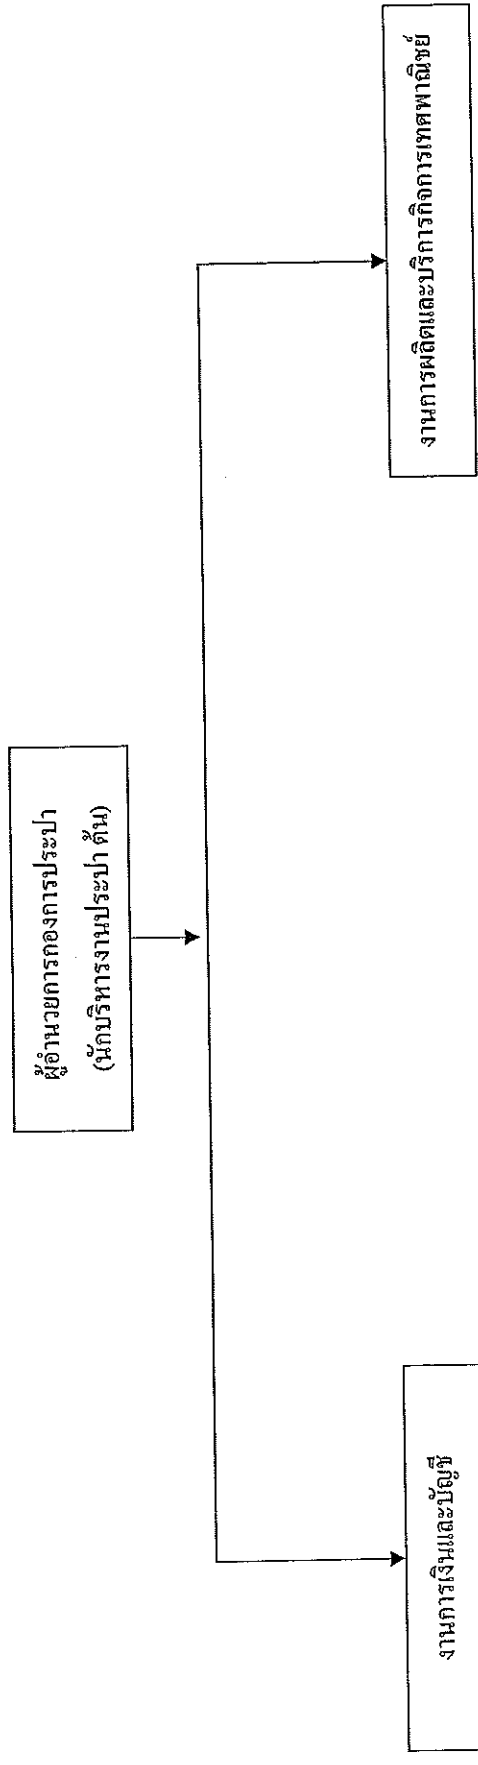 ผู้อำนวยการกองการประปา
(นักบริหารงานประปา ต้น)
งานการเงินและบัญชี
งานการผลิตและบริการกิจการเทศพาณิชย์